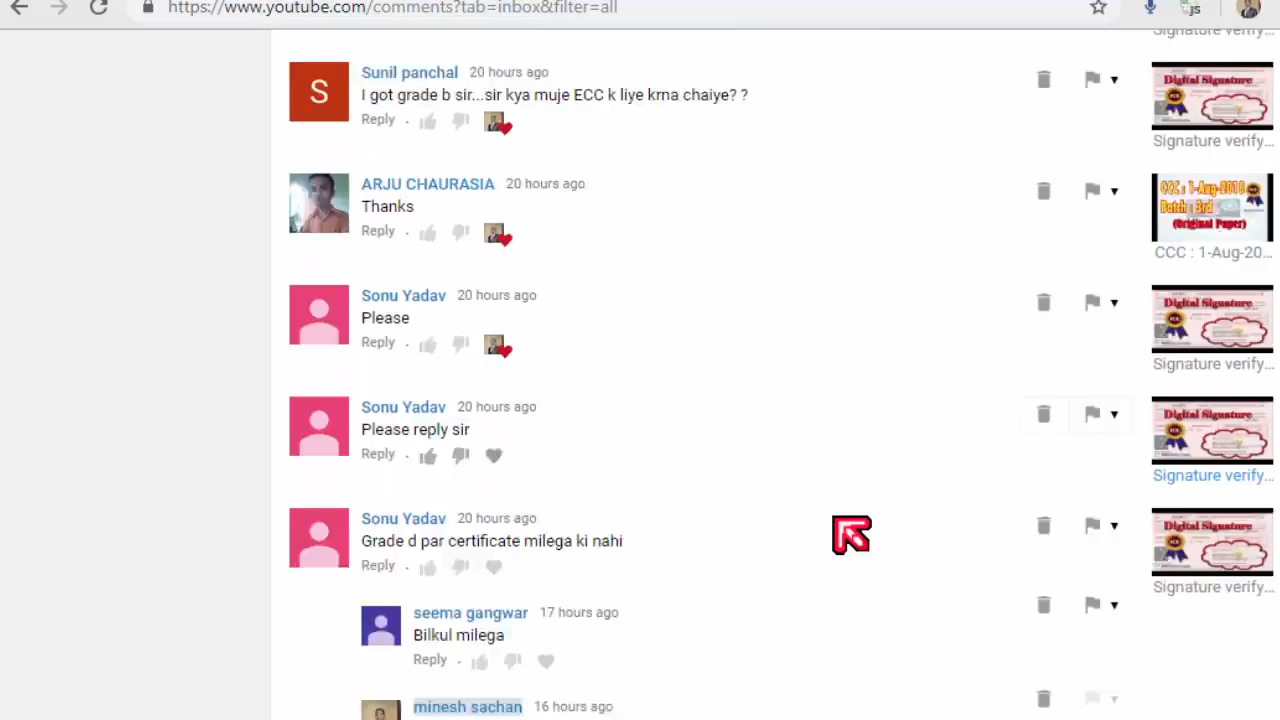 https://www.youtube.com/comments?tab=inbox&filter=all
Signature verify...
S
Sunil panchal 20 hours ago
I got grade b sir...sir kya muje ECC k liye krna chaiye? ?
Reply
Digital Signature
Signature verify...
ARJU CHAURASIA 20 hours ago
Thanks
Reply
CCC : 1-Aug-2018
Batch : 3rd
(Original Paper)
CCC : 1-Aug-20...
Sonu Yadav 20 hours ago
Please
Reply
Digital Signature
Signature verify...
Sonu Yadav 20 hours ago
Please reply sir
Reply
Digital Signature
Signature verify...
Sonu Yadav 20 hours ago
Grade d par certificate milega ki nahi
Reply
Digital Signature
Signature verify...
seema gangwar 17 hours ago
Bilkul milega
Reply
minesh sachan 16 hours ago